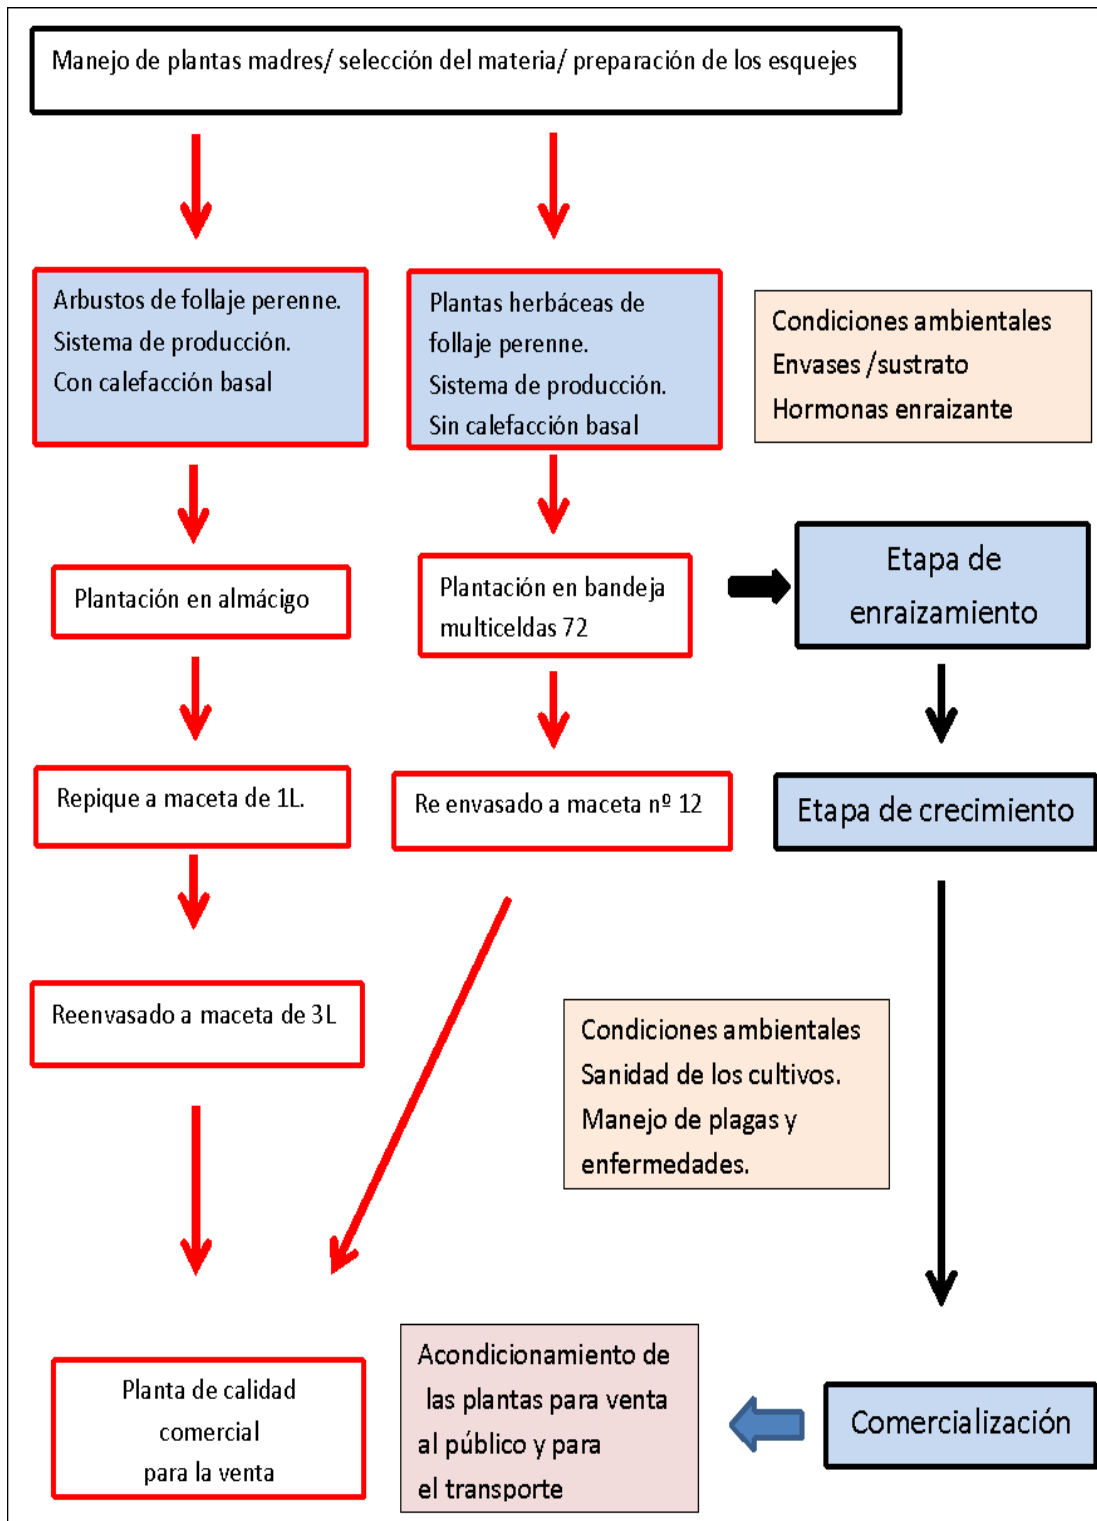 Manejo de plantas madres/ selección del materia/ preparación de los esquejes
Arbustos de follaje perenne.
Sistema de producción.
Con calefacción basal
Plantas herbáceas de
follaje perenne.
Sistema de producción.
Sin calefacción basal
Condiciones ambientales
Envases /sustrato
Hormonas enraizante
Plantación en almácigo
Plantación en bandeja
multiceldas 72
Etapa de
enraizamiento
Repique a maceta de 1L.
Re envasado a maceta nº 12
Etapa de crecimiento
Reenvasado a maceta de 3L
Condiciones ambientales
Sanidad de los cultivos.
Manejo de plagas y
enfermedades.
Planta de calidad
comercial
para la venta
Acondicionamiento de
las plantas para venta
al público y para
el transporte
Comercialización